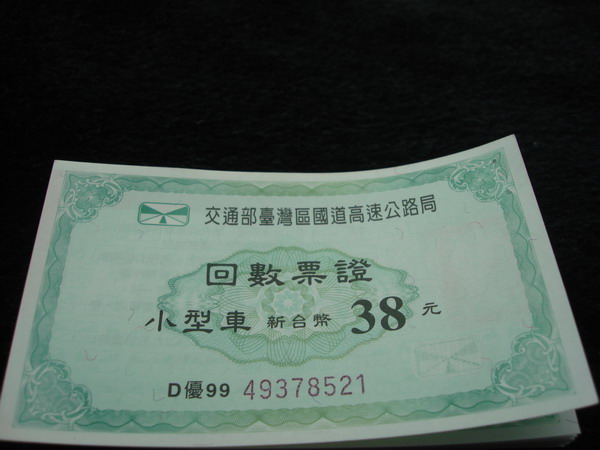 交通部臺灣區國道高速公路局
回數票證
小型車 新台幣 38 元
D優99 49378521